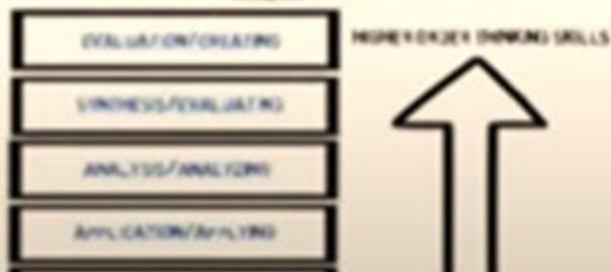 EVALUATION/CREATING
HIGHER ORDER THINKING SKILLS
SYNTHESIS/EVALUATING
ANALYSIS/ANALYZING
APPLICATION/APPLYING